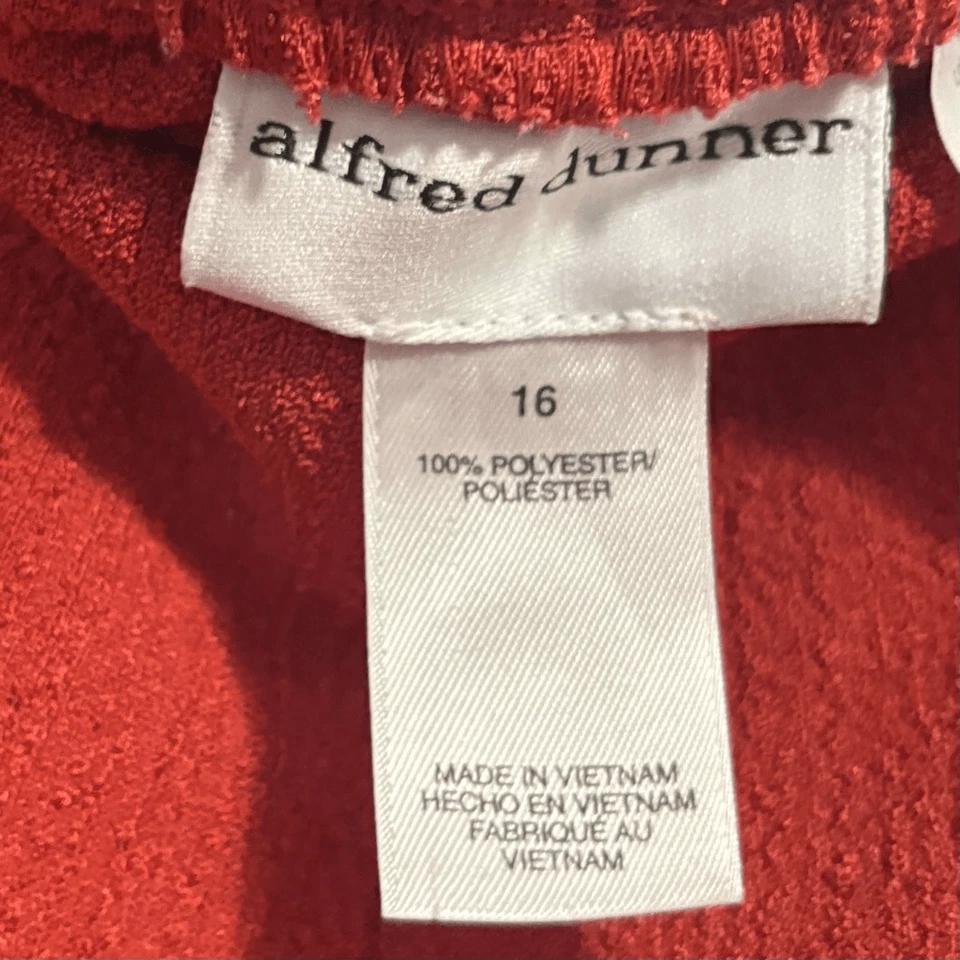 alfred dunner
16
100% POLYESTER/
POLIÉSTER
MADE IN VIETNAM
HECHO EN VIETNAM
FABRIQUÉ AU
VIETNAM